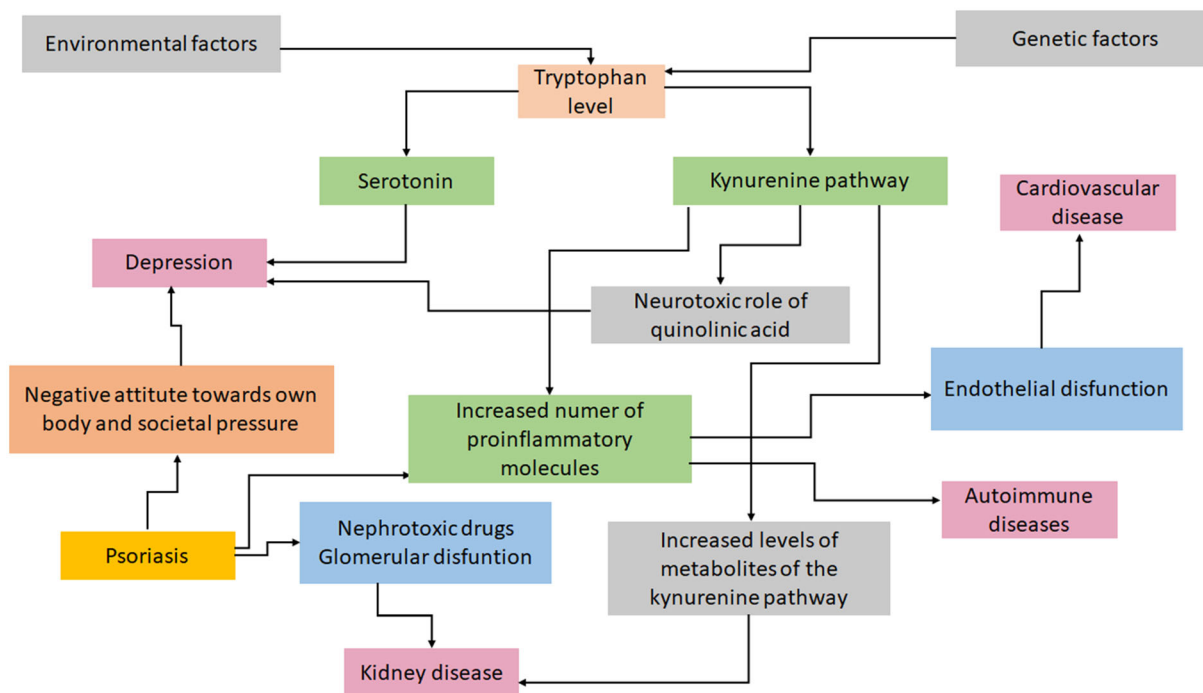 Environmental factors
Genetic factors
Tryptophan
level
Serotonin
Kynurenine pathway
Cardiovascular
disease
Depression
Neurotoxic role of
quinolinic acid
Negative attitute towards own
body and societal pressure
Increased numer of
proinflammatory
molecules
Endothelial disfunction
Autoimmune
diseases
Psoriasis
Nephrotoxic drugs
Glomerular disfuntion
Increased levels of
metabolites of the
kynurenine pathway
Kidney disease